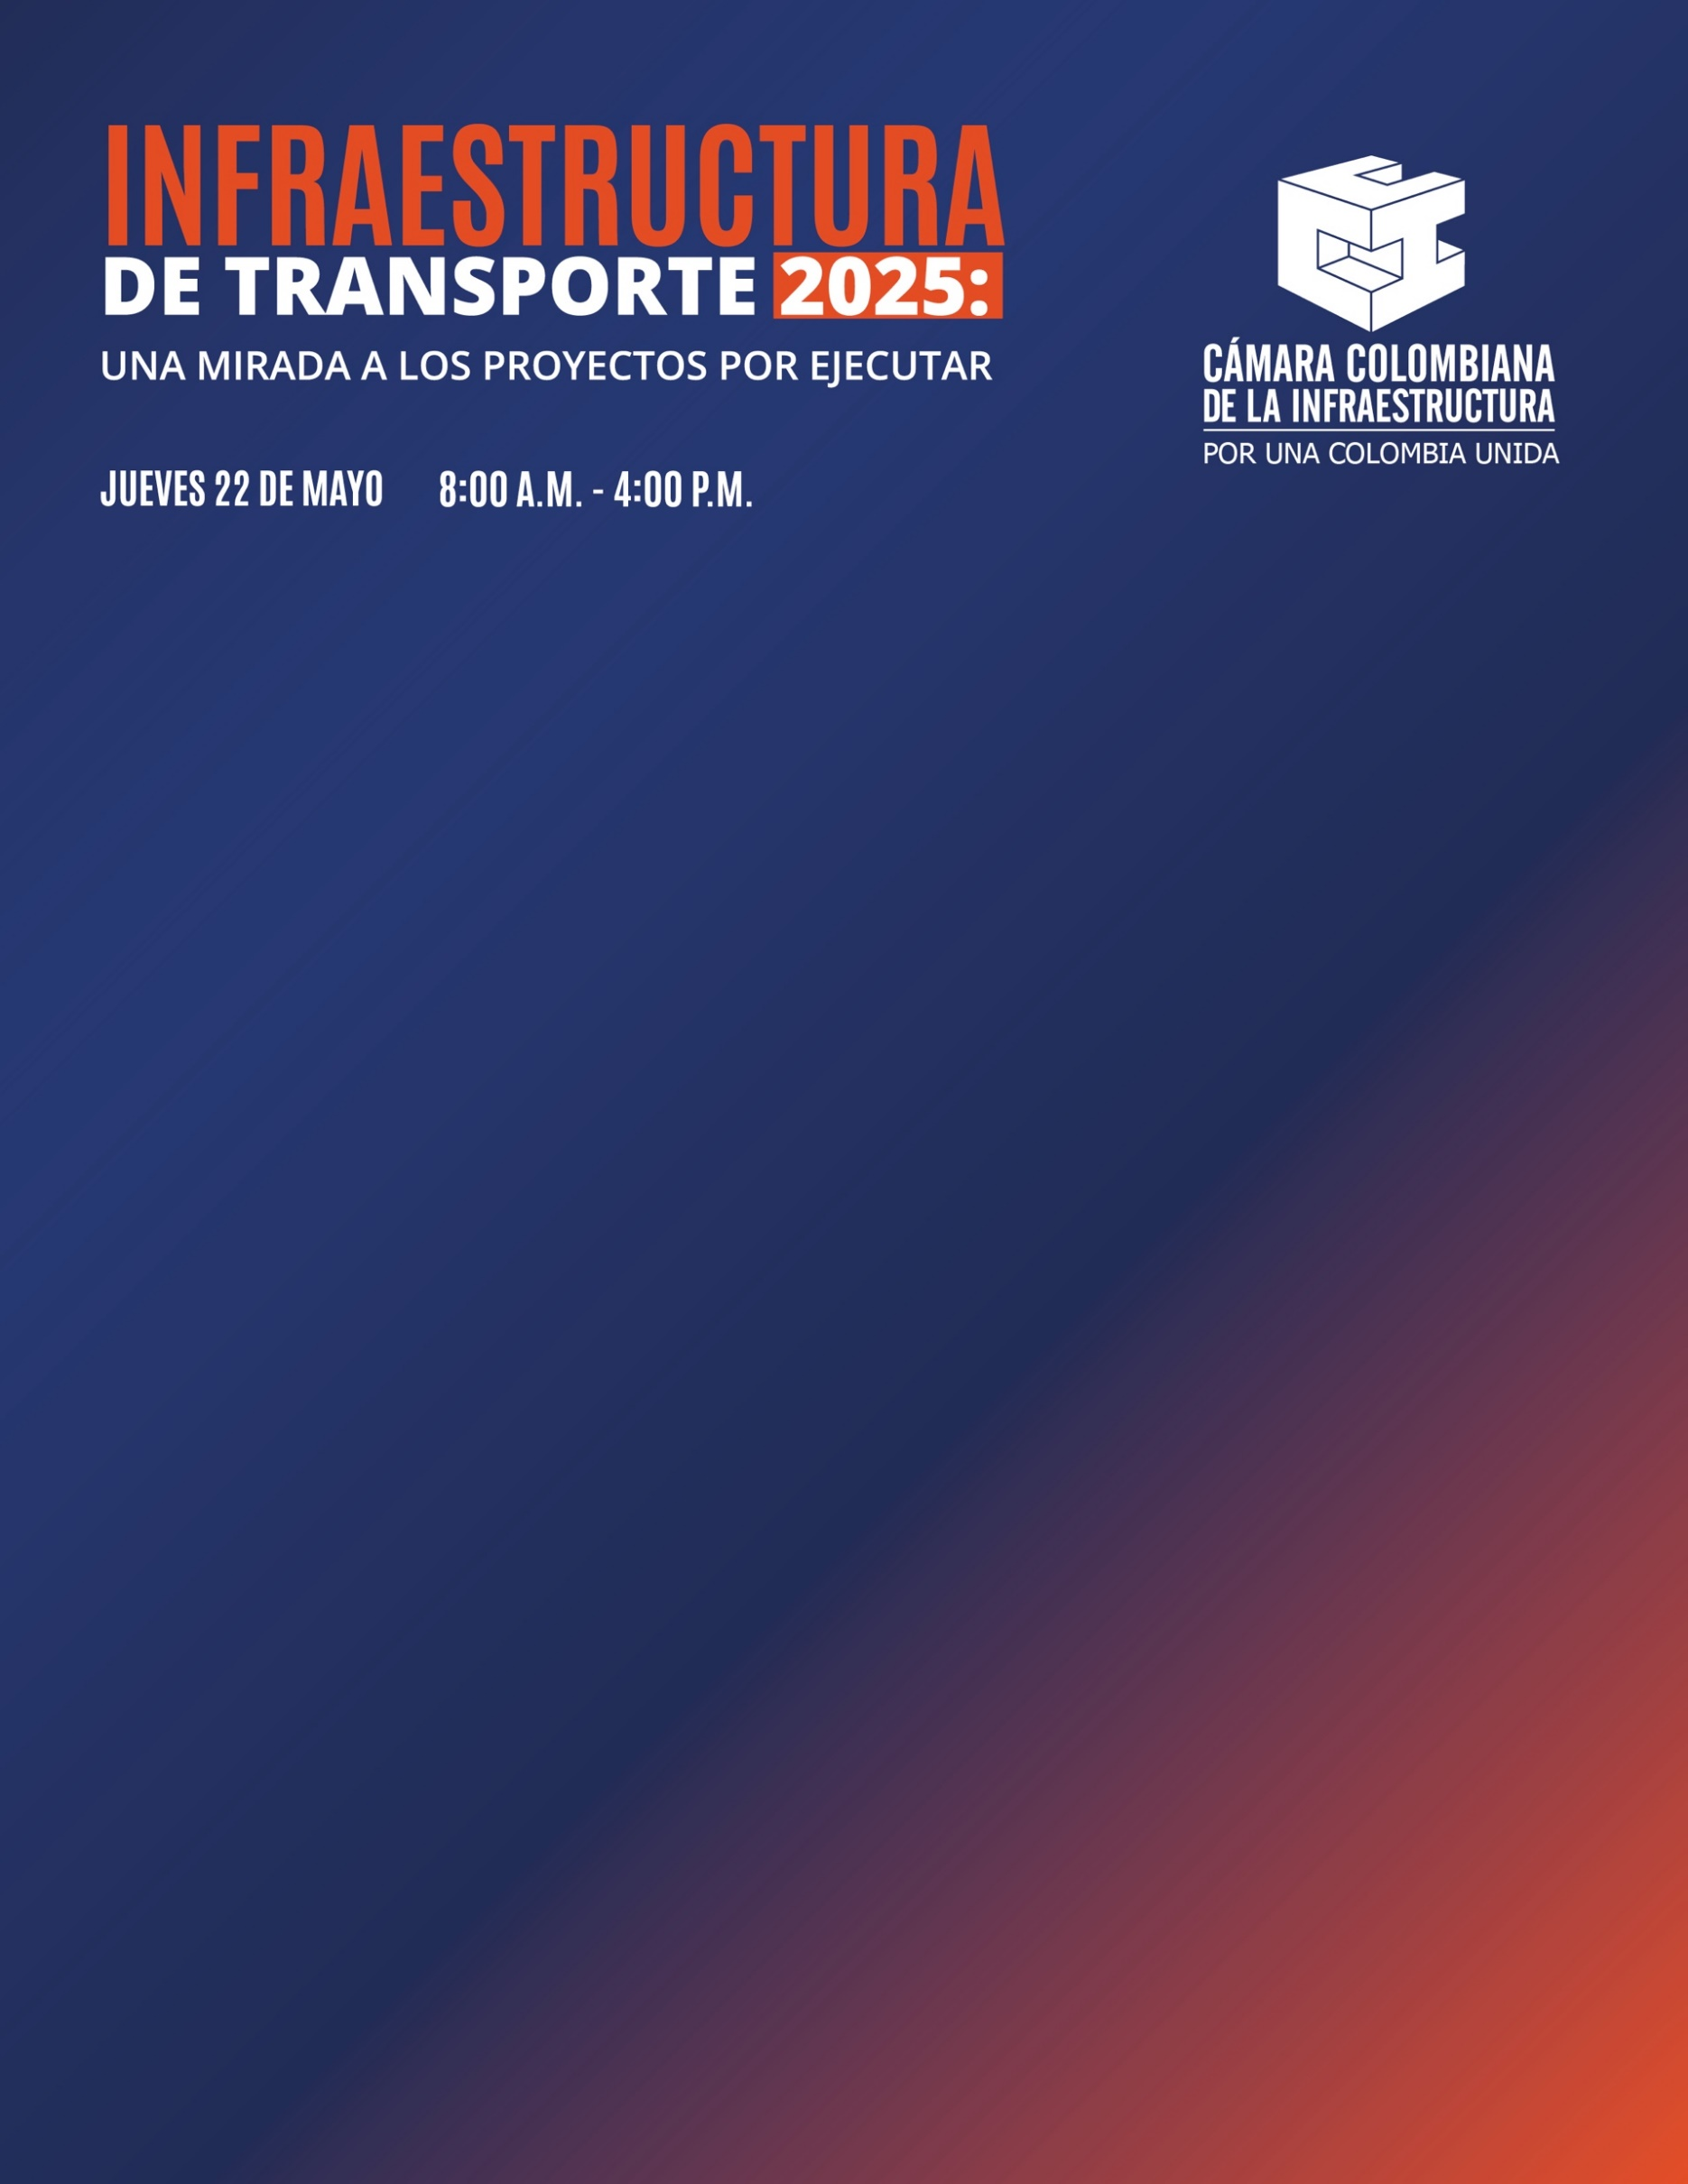 INFRAESTRUCTURA
DE TRANSPORTE 2025:
UNA MIRADA A LOS PROYECTOS POR EJECUTAR
JUEVES 22 DE MAYO 8:00 A.M. - 4:00 P.M.
CÁMARA COLOMBIANA
DE LA INFRAESTRUCTURA
POR UNA COLOMBIA UNIDA